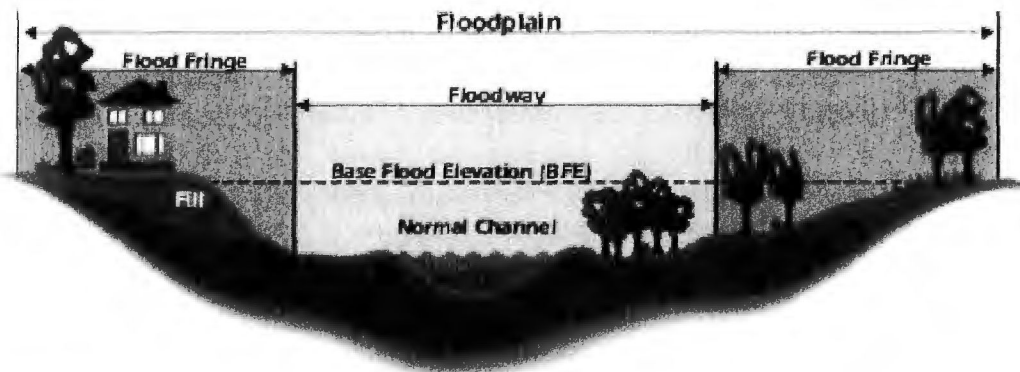 Floodplain
Flood Fringe
Flood Fringe
Floodway
Base Flood Elevation (BFE)
Fill
Normal Channel